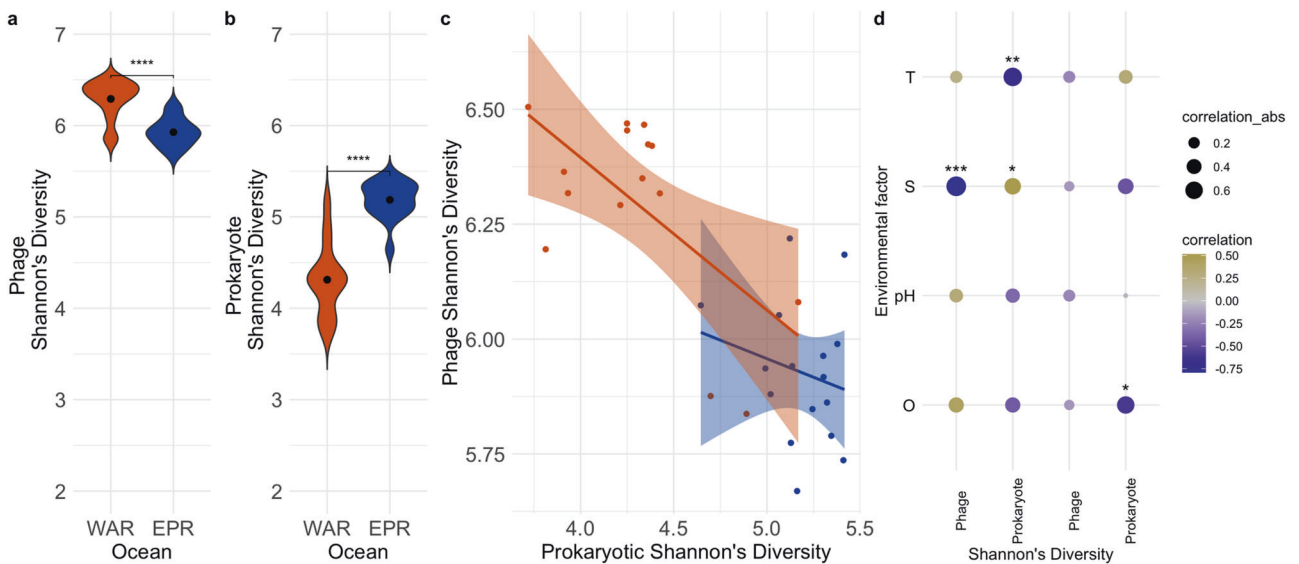 a
7
6
5
4
3
2
Phage
Shannon's Diversity
****
WAR EPR
Ocean
b
7
6
5
4
3
2
Prokaryote
Shannon's Diversity
****
WAR EPR
Ocean
c
6.50
6.25
6.00
5.75
Phage Shannon's Diversity
4.0 4.5 5.0 5.5
Prokaryotic Shannon's Diversity
d
Environmental factor
T
**
S
***
*
pH
O
*
Phage
Prokaryote
Phage
Prokaryote
Shannon's Diversity
correlation_abs
0.2
0.4
0.6
correlation
0.50
0.25
0.00
-0.25
-0.50
-0.75